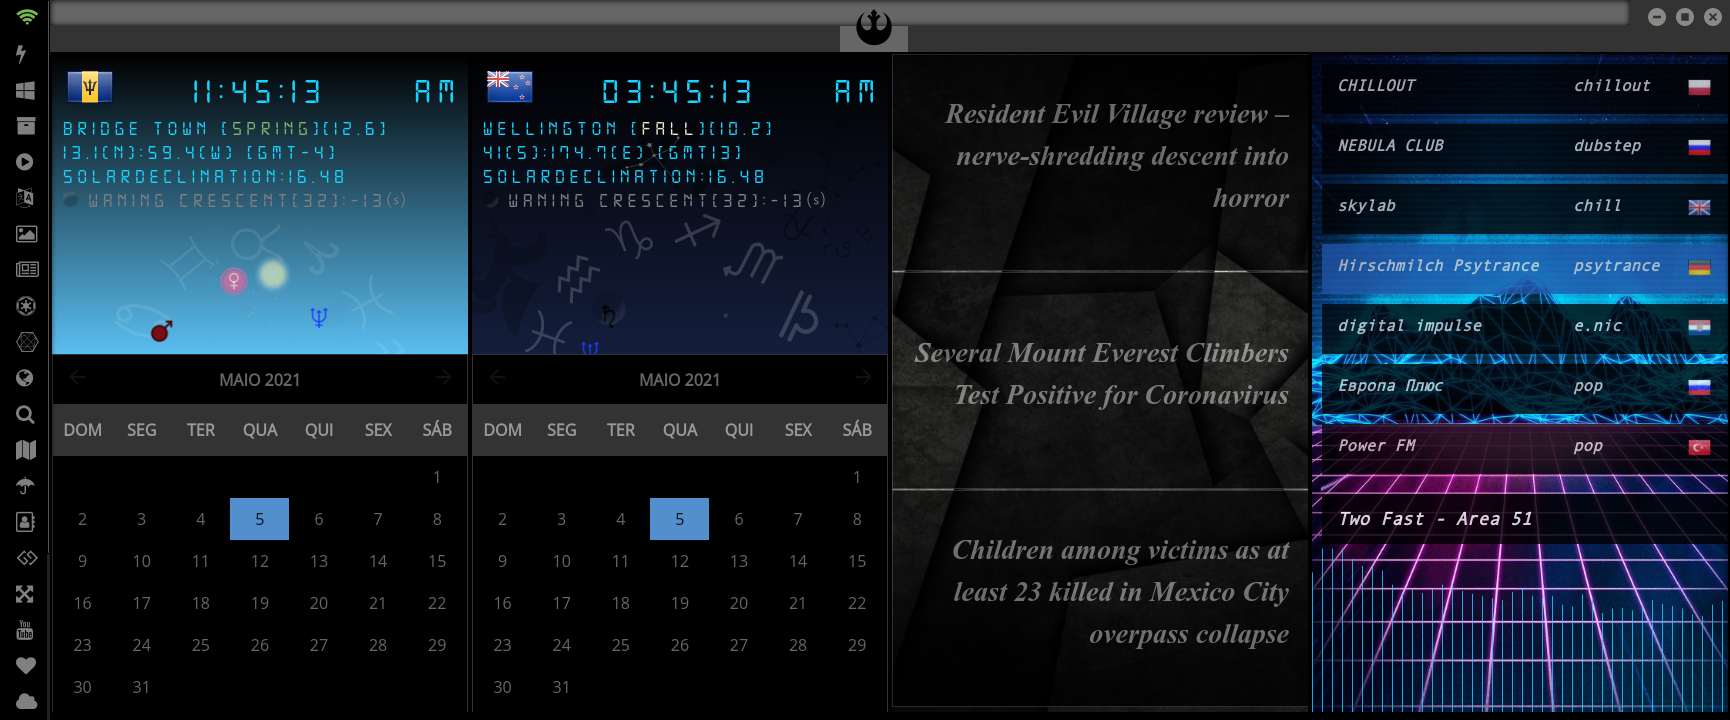 11:45:13 AM
BRIDGE TOWN [SPRING][12.6]
13.1(N):59.4(W) [GMT-4]
SOLARDECLINATION:16.48
WANING CRESCENT[32]:-13(s)
MAIO 2021
DOM SEG TER QUA QUI SEX SÁB
1
2 3 4 5 6 7 8
9 10 11 12 13 14 15
16 17 18 19 20 21 22
23 24 25 26 27 28 29
30 31
03:45:13 AM
WELLINGTON [FALL][10.2]
41(S):174.7(E) [GMT13]
SOLARDECLINATION:16.48
WANING CRESCENT[32]:-13(s)
MAIO 2021
DOM SEG TER QUA QUI SEX SÁB
1
2 3 4 5 6 7 8
9 10 11 12 13 14 15
16 17 18 19 20 21 22
23 24 25 26 27 28 29
30 31
Resident Evil Village review –
nerve-shredding descent into
horror
Several Mount Everest Climbers
Test Positive for Coronavirus
Children among victims as at
least 23 killed in Mexico City
overpass collapse
CHILLOUT chillout
NEBULA CLUB dubstep
skylab chill
Hirschmilch Psytrance psytrance
digital impulse e.nic
Европа Плюс pop
Power FM pop
Two Fast - Area 51
You
Tube